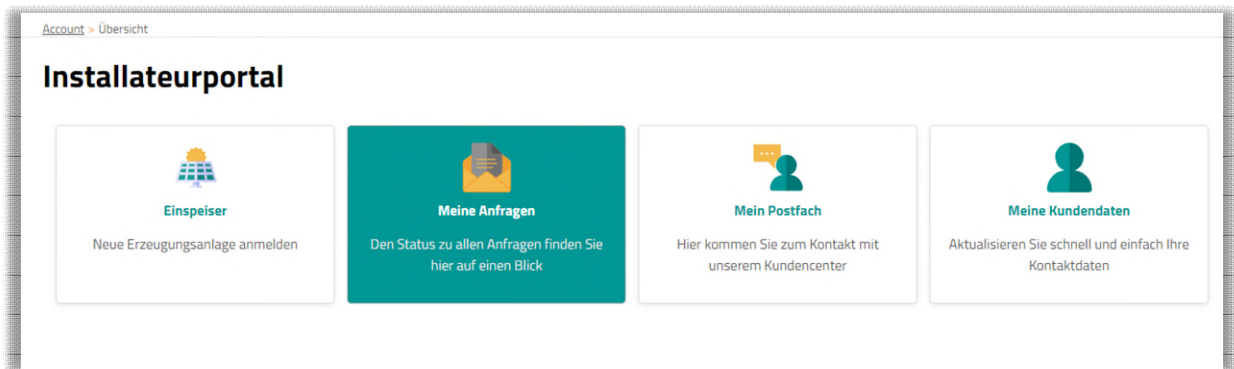 Account > Übersicht
Installateurportal
Einspeiser
Neue Erzeugungsanlage anmelden
Meine Anfragen
Den Status zu allen Anfragen finden Sie
hier auf einen Blick
Mein Postfach
Hier kommen Sie zum Kontakt mit
unserem Kundencenter
Meine Kundendaten
Aktualisieren Sie schnell und einfach Ihre
Kontaktdaten